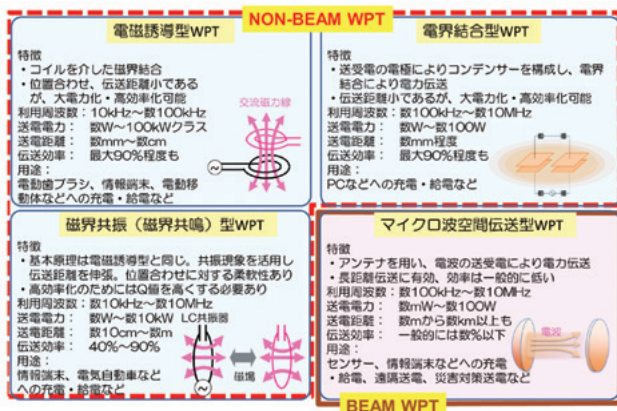 NON-BEAM WPT
電磁誘導型WPT
特徴
・コイルを介した磁界結合
・位置合わせ、伝送距離小である
が、大電力化・高効率化可能
利用周波数：10kHz〜数100kHz
送電電力： 数W〜100kWクラス
送電距離： 数mm〜数cm
伝送効率： 最大90%程度も
用途：
電動歯ブラシ、情報端末、電動移
動体などへの充電・給電など
交流磁力線
電界結合型WPT
特徴
・送受電の電極によりコンデンサーを構成し、電界
結合により電力伝送
・伝送距離小であるが、大電力化・高効率化可能
利用周波数：数100kHz〜数10MHz
送電電力： 数W〜数100W
送電距離： 数mm程度
伝送効率： 最大90%程度も
用途：
PCなどへの充電・給電など
磁界共振（磁界共鳴）型WPT
特徴
・基本原理は電磁誘導型と同じ。共振現象を活用し
伝送距離を伸張。位置合わせに対する柔軟性あり
・高効率化のためにはQ値を高くする必要あり
利用周波数：数10kHz〜数10MHz
送電電力： 数W〜数10kW
送電距離： 数10cm〜数m
伝送効率： 40%〜90%
用途：
情報端末、電気自動車など
への充電・給電など
LC共振器
磁場
マイクロ波空間伝送型WPT
特徴
・アンテナを用い、電波の送受電により電力伝送
・長距離伝送に有効、効率は一般的に低い
利用周波数：数100kHz〜数10MHz
送電電力： 数mW〜数100W
送電距離： 数mから数km以上も
伝送効率： 一般的には数%以下
用途：
センサー、情報端末などへの充電
・給電、遠隔送電、災害対策送電など
電波
BEAM WPT